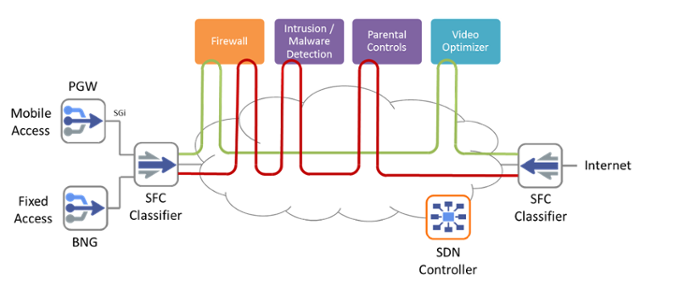 Firewall
Intrusion /
Malware
Detection
Parental
Controls
Video
Optimizer
PGW
Mobile
Access
SGi
SFC
Classifier
Fixed
Access
BNG
Internet
SFC
Classifier
SDN
Controller